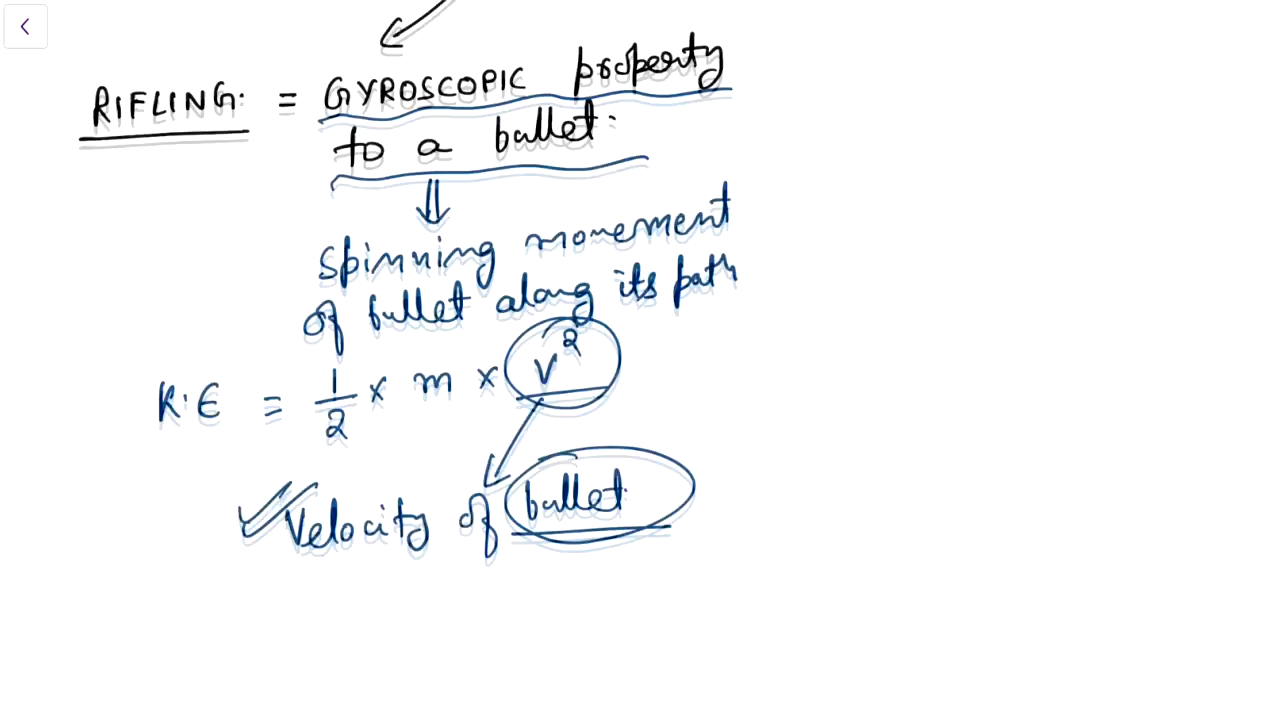 RIFLING. = GYROSCOPIC property
to a bullet.
⇓
spinning movement
of bullet along its path
K.E = 1/2 × m × v²
✓ Velocity of bullet.